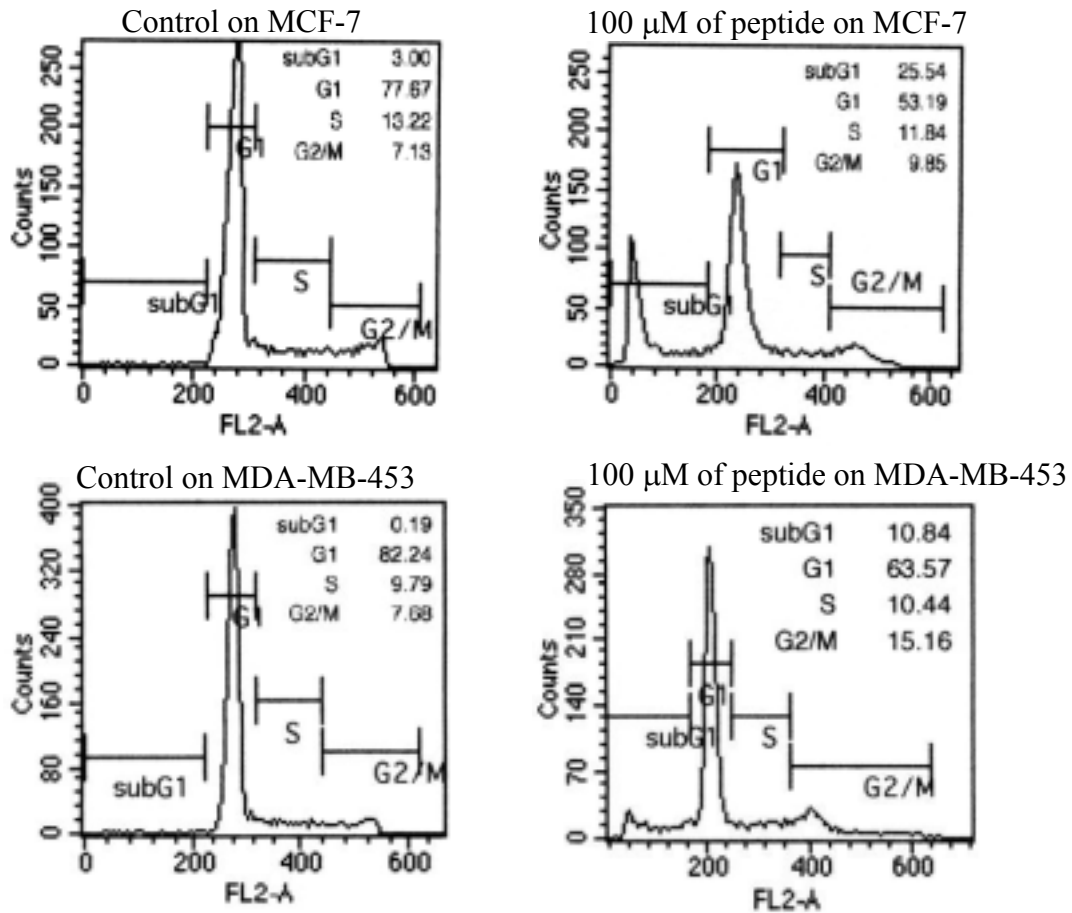 Control on MCF-7
subG1 3.00
G1 77.67
S 13.22
G2/M 7.13
Counts
250
200
150
100
50
0
G1
subG1
S
G2/M
0 200 400 600
FL2-A
100 μM of peptide on MCF-7
subG1 25.54
G1 53.19
S 11.84
G2/M 9.85
Counts
250
200
150
100
50
0
G1
subG
S
G2/M
0 200 400 600
FL2-A
Control on MDA-MB-453
subG1 0.19
G1 82.24
S 9.79
G2/M 7.68
Counts
400
320
240
160
80
0
G1
S
subG1
G2/M
0 200 400 600
FL2-A
100 μM of peptide on MDA-MB-453
subG1 10.84
G1 63.57
S 10.44
G2/M 15.16
Counts
350
280
210
140
70
0
G1
subG1
S
G2/M
0 200 400 600
FL2-A